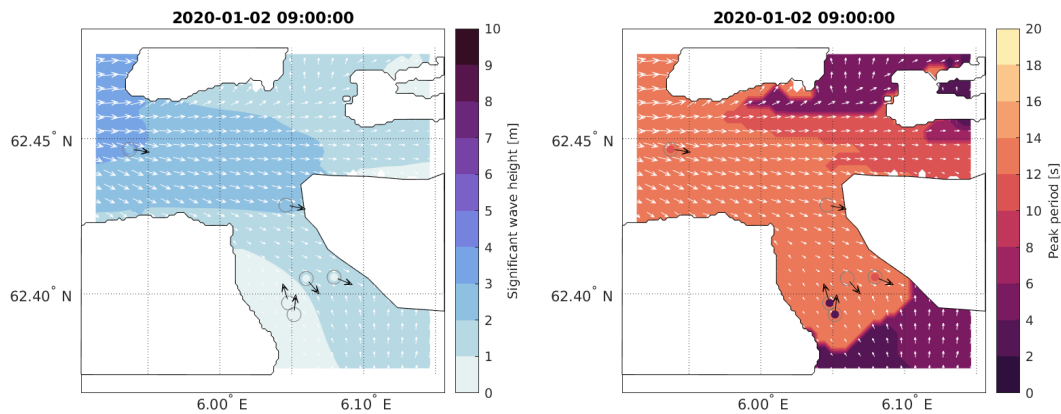 2020-01-02 09:00:00
62.45° N
62.40° N
6.00° E
6.10° E
10
9
8
7
6
5
4
3
2
1
0
Significant wave height [m]
2020-01-02 09:00:00
62.45° N
62.40° N
6.00° E
6.10° E
20
18
16
14
12
10
8
6
4
2
0
Peak period [s]